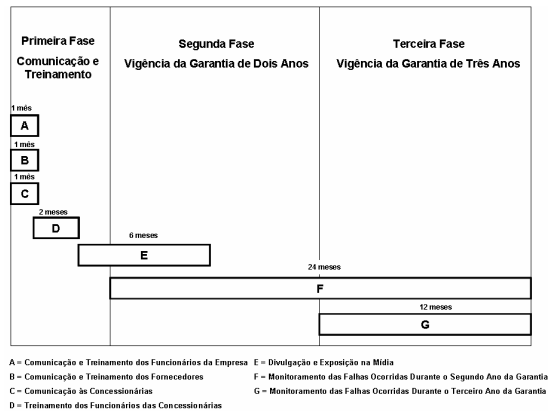 Primeira Fase
Comunicação e
Treinamento
Segunda Fase
Vigência da Garantia de Dois Anos
Terceira Fase
Vigência da Garantia de Três Anos
1 mês
A
1 mês
B
1 mês
C
2 meses
D
6 meses
E
24 meses
F
12 meses
G
A = Comunicação e Treinamento dos Funcionários da Empresa
B = Comunicação e Treinamento dos Fornecedores
C = Comunicação às Concessionárias
D = Treinamento dos Funcionários das Concessionárias
E = Divulgação e Exposição na Mídia
F = Monitoramento das Falhas Ocorridas Durante o Segundo Ano da Garantia
G = Monitoramento das Falhas Ocorridas Durante o Terceiro Ano da Garantia